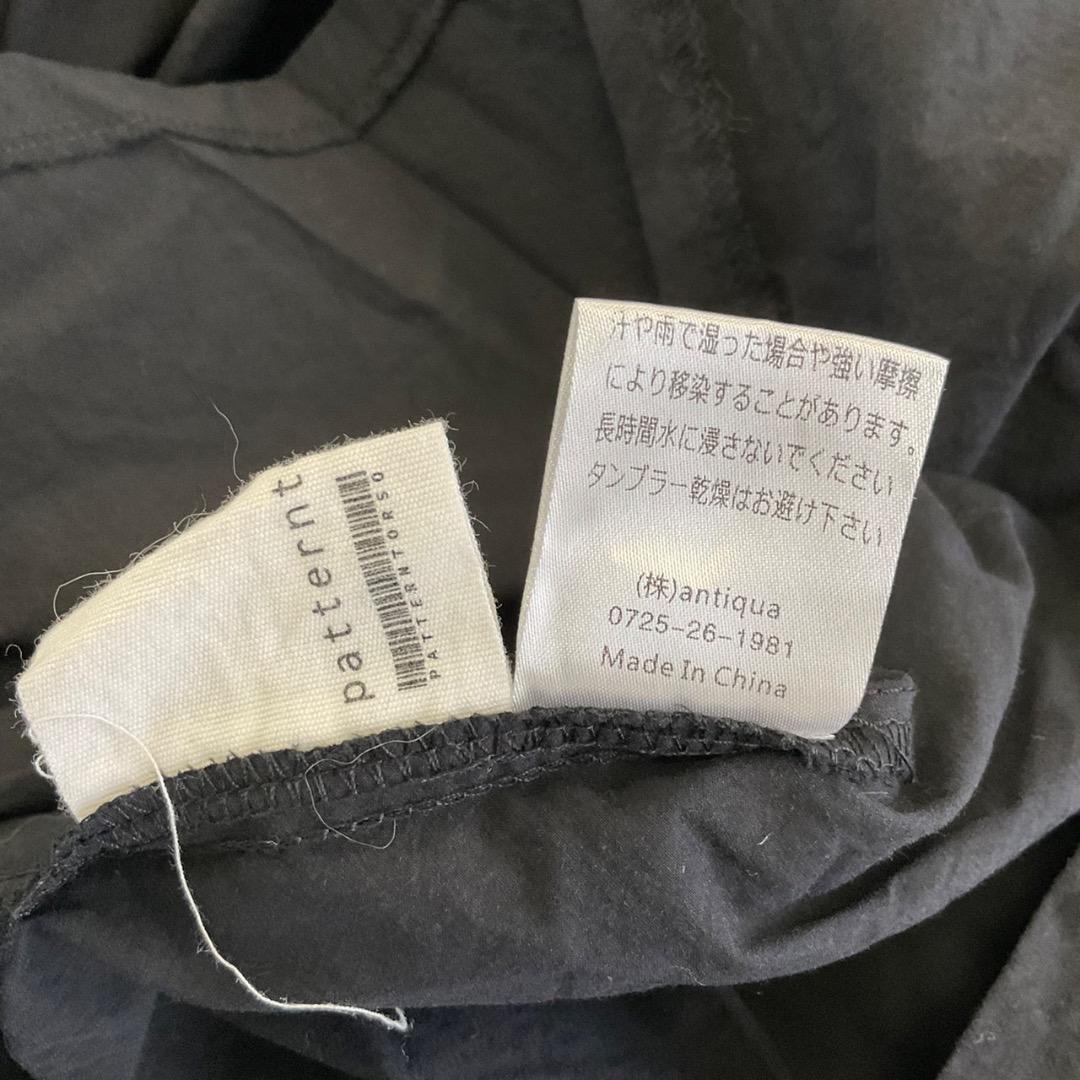 patternt
PATTERNTORSO
汁や雨で湿った場合や強い摩擦
により移染することがあります。
長時間水に浸さないでください
タンブラー乾燥はお避け下さい
(株)antiqua
0725-26-1981
Made In China